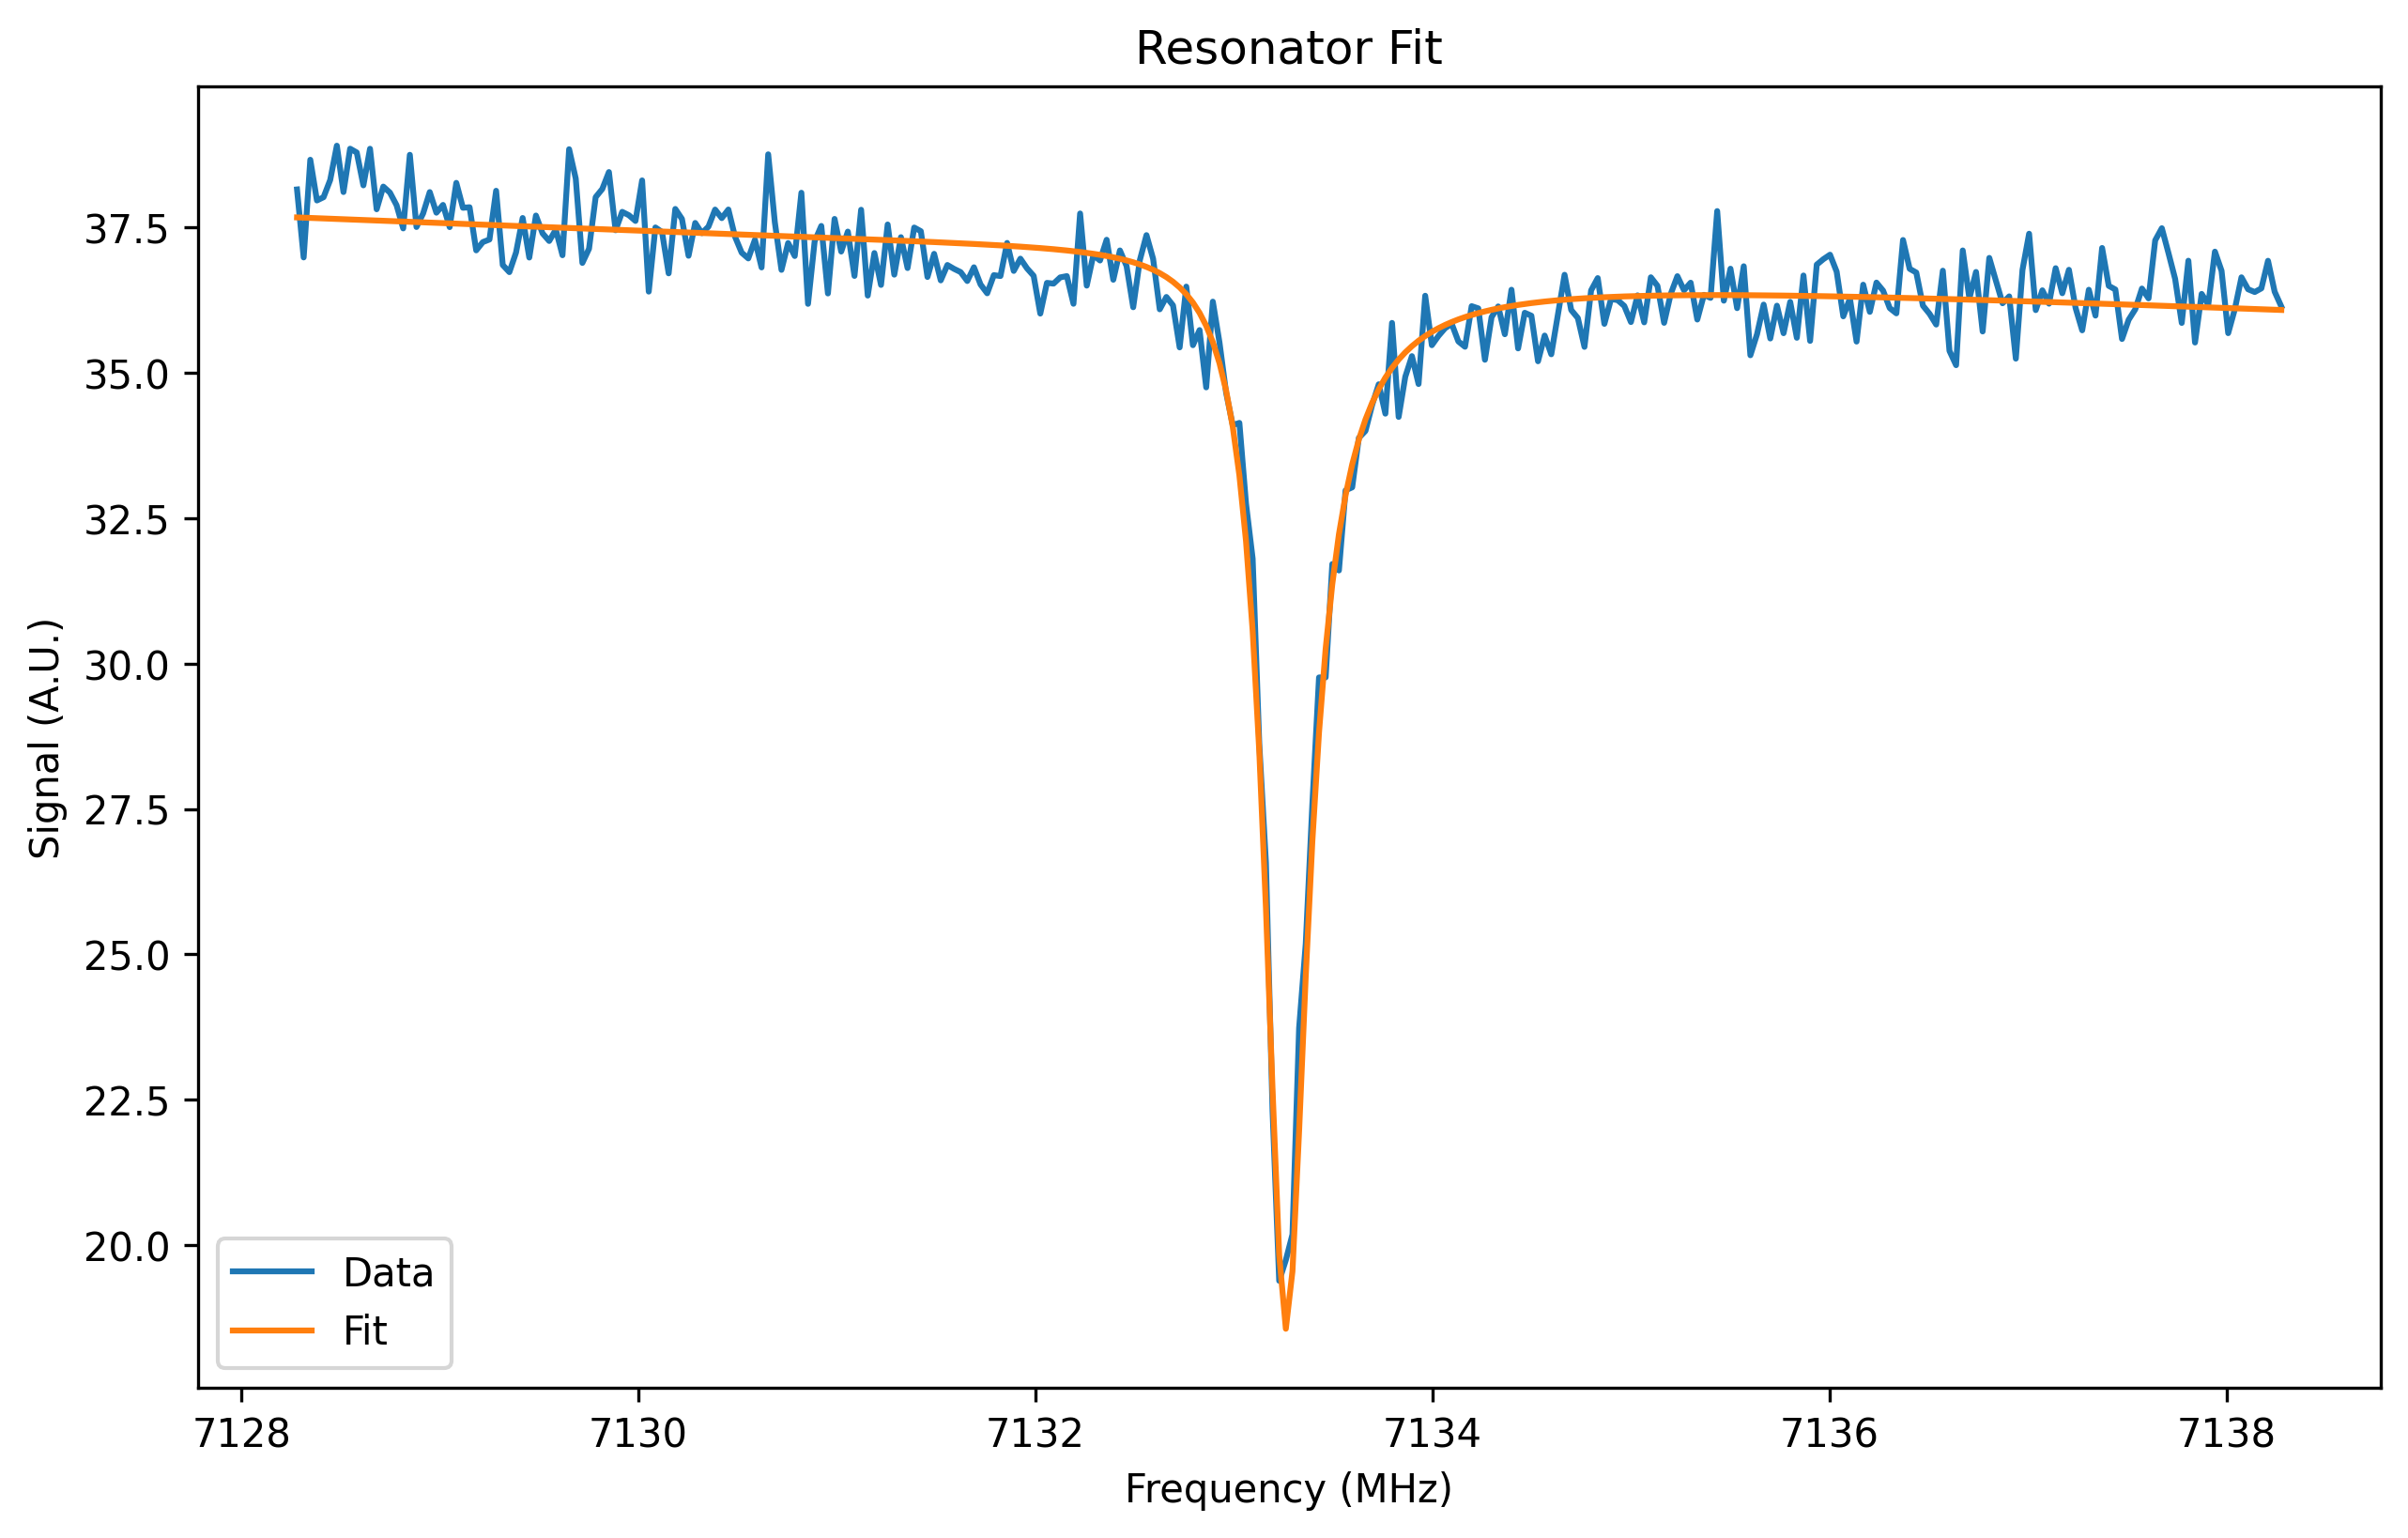 Resonator Fit
Signal (A.U.)
37.5
35.0
32.5
30.0
27.5
25.0
22.5
20.0
Data
Fit
7128 7130 7132 7134 7136 7138
Frequency (MHz)